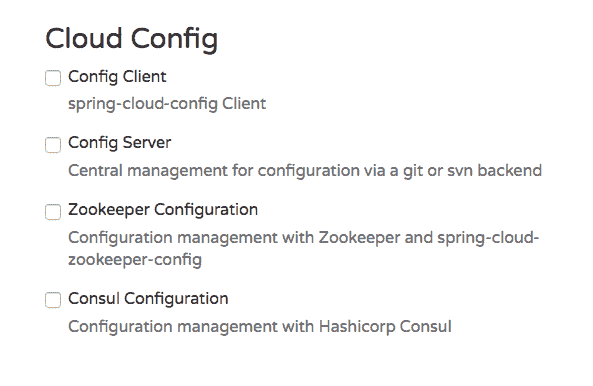 Cloud Config
Config Client
spring-cloud-config Client
Config Server
Central management for configuration via a git or svn backend
Zookeeper Configuration
Configuration management with Zookeeper and spring-cloud-
zookeeper-config
Consul Configuration
Configuration management with Hashicorp Consul